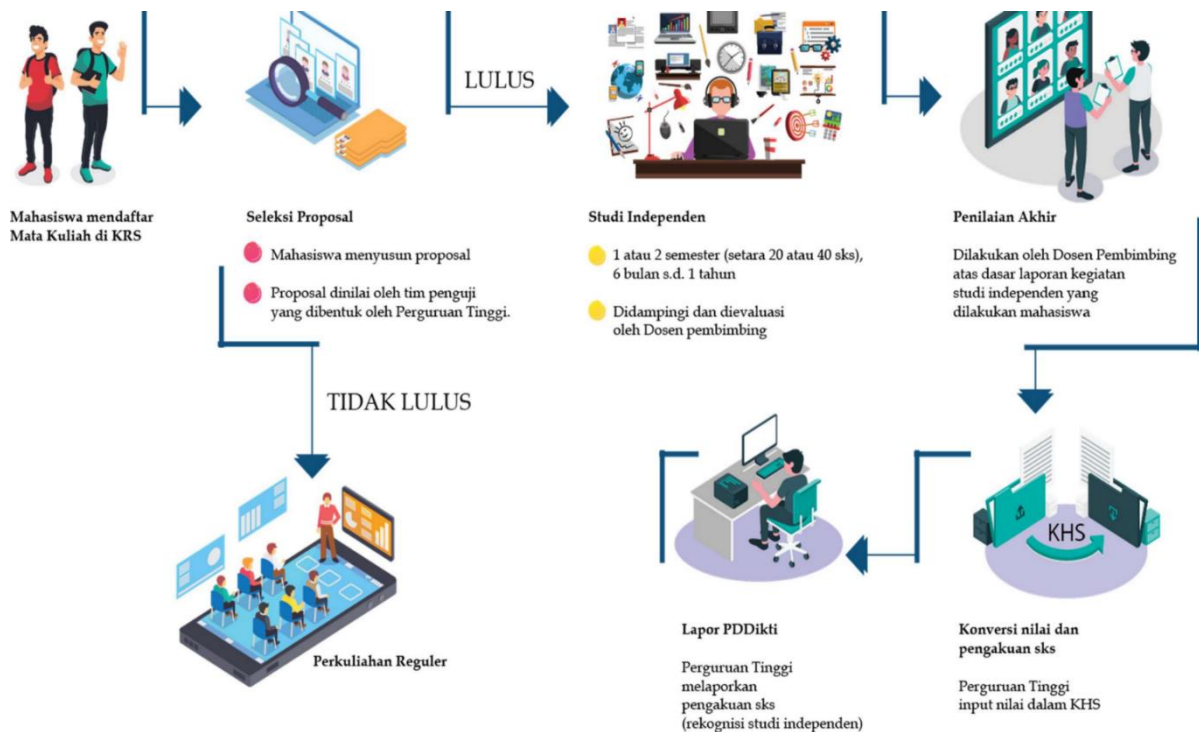 LULUS
Mahasiswa mendaftar
Mata Kuliah di KRS
Seleksi Proposal
Mahasiswa menyusun proposal
Proposal dinilai oleh tim penguji
yang dibentuk oleh Perguruan Tinggi.
Studi Independen
1 atau 2 semester (setara 20 atau 40 sks),
6 bulan s.d. 1 tahun
Didampingi dan dievaluasi
oleh Dosen pembimbing
Penilaian Akhir
Dilakukan oleh Dosen Pembimbing
atas dasar laporan kegiatan
studi independen yang
dilakukan mahasiswa
TIDAK LULUS
Perkuliahan Reguler
KHS
Konversi nilai dan
pengakuan sks
Perguruan Tinggi
input nilai dalam KHS
Lapor PDDikti
Perguruan Tinggi
melaporkan
pengakuan sks
(rekognisi studi independen)